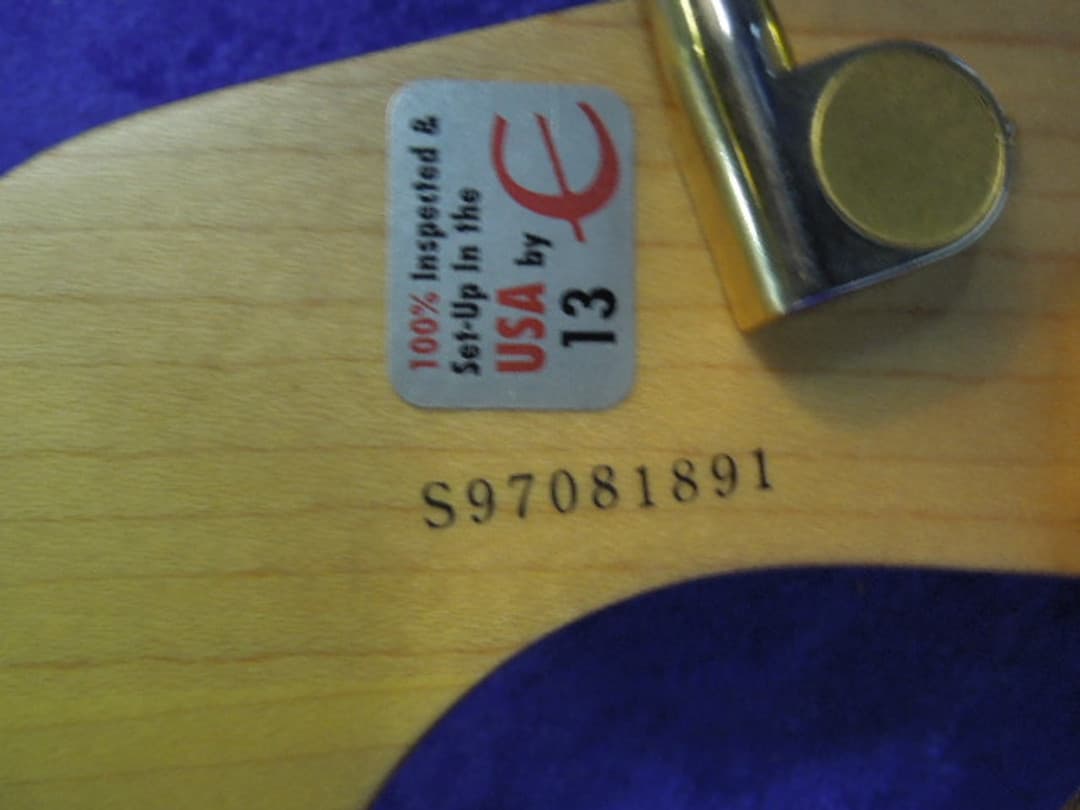 100% Inspected &
Set-Up In the
USA by E
13
S97081891